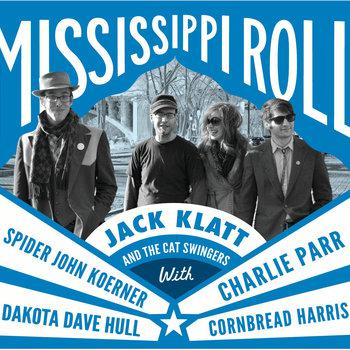 MISSISSIPPI ROLL
JACK KLATT
AND THE CAT SWINGERS
With
SPIDER JOHN KOERNER
CHARLIE PARR
DAKOTA DAVE HULL
CORNBREAD HARRIS